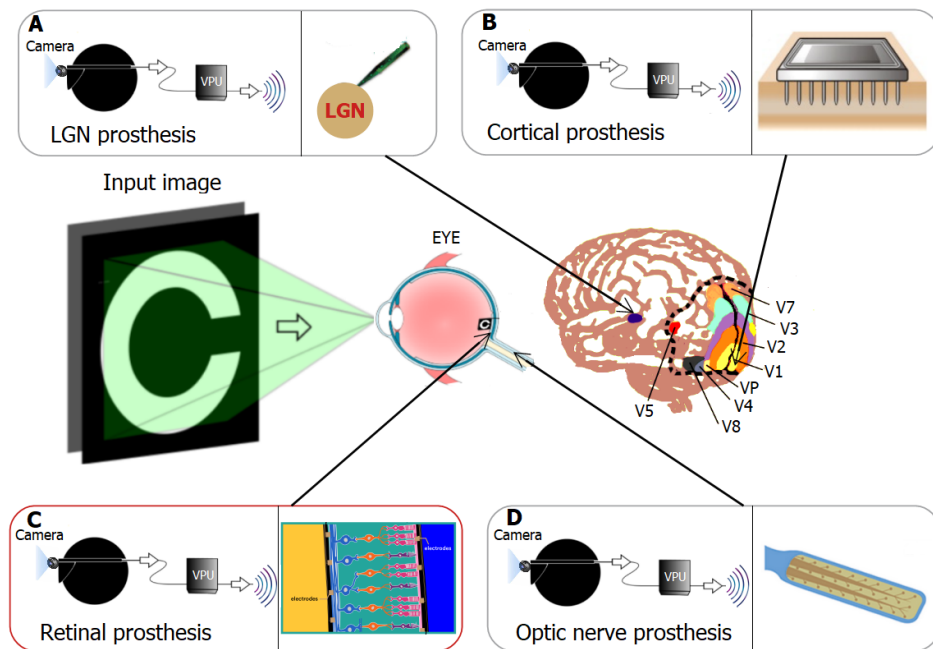 A
Camera
VPU
LGN prosthesis
LGN
B
Camera
VPU
Cortical prosthesis
Input image
C
EYE
C
V7
V3
V2
V1
VP
V4
V8
V5
C
Camera
VPU
Retinal prosthesis
electrodes
electrodes
D
Camera
VPU
Optic nerve prosthesis